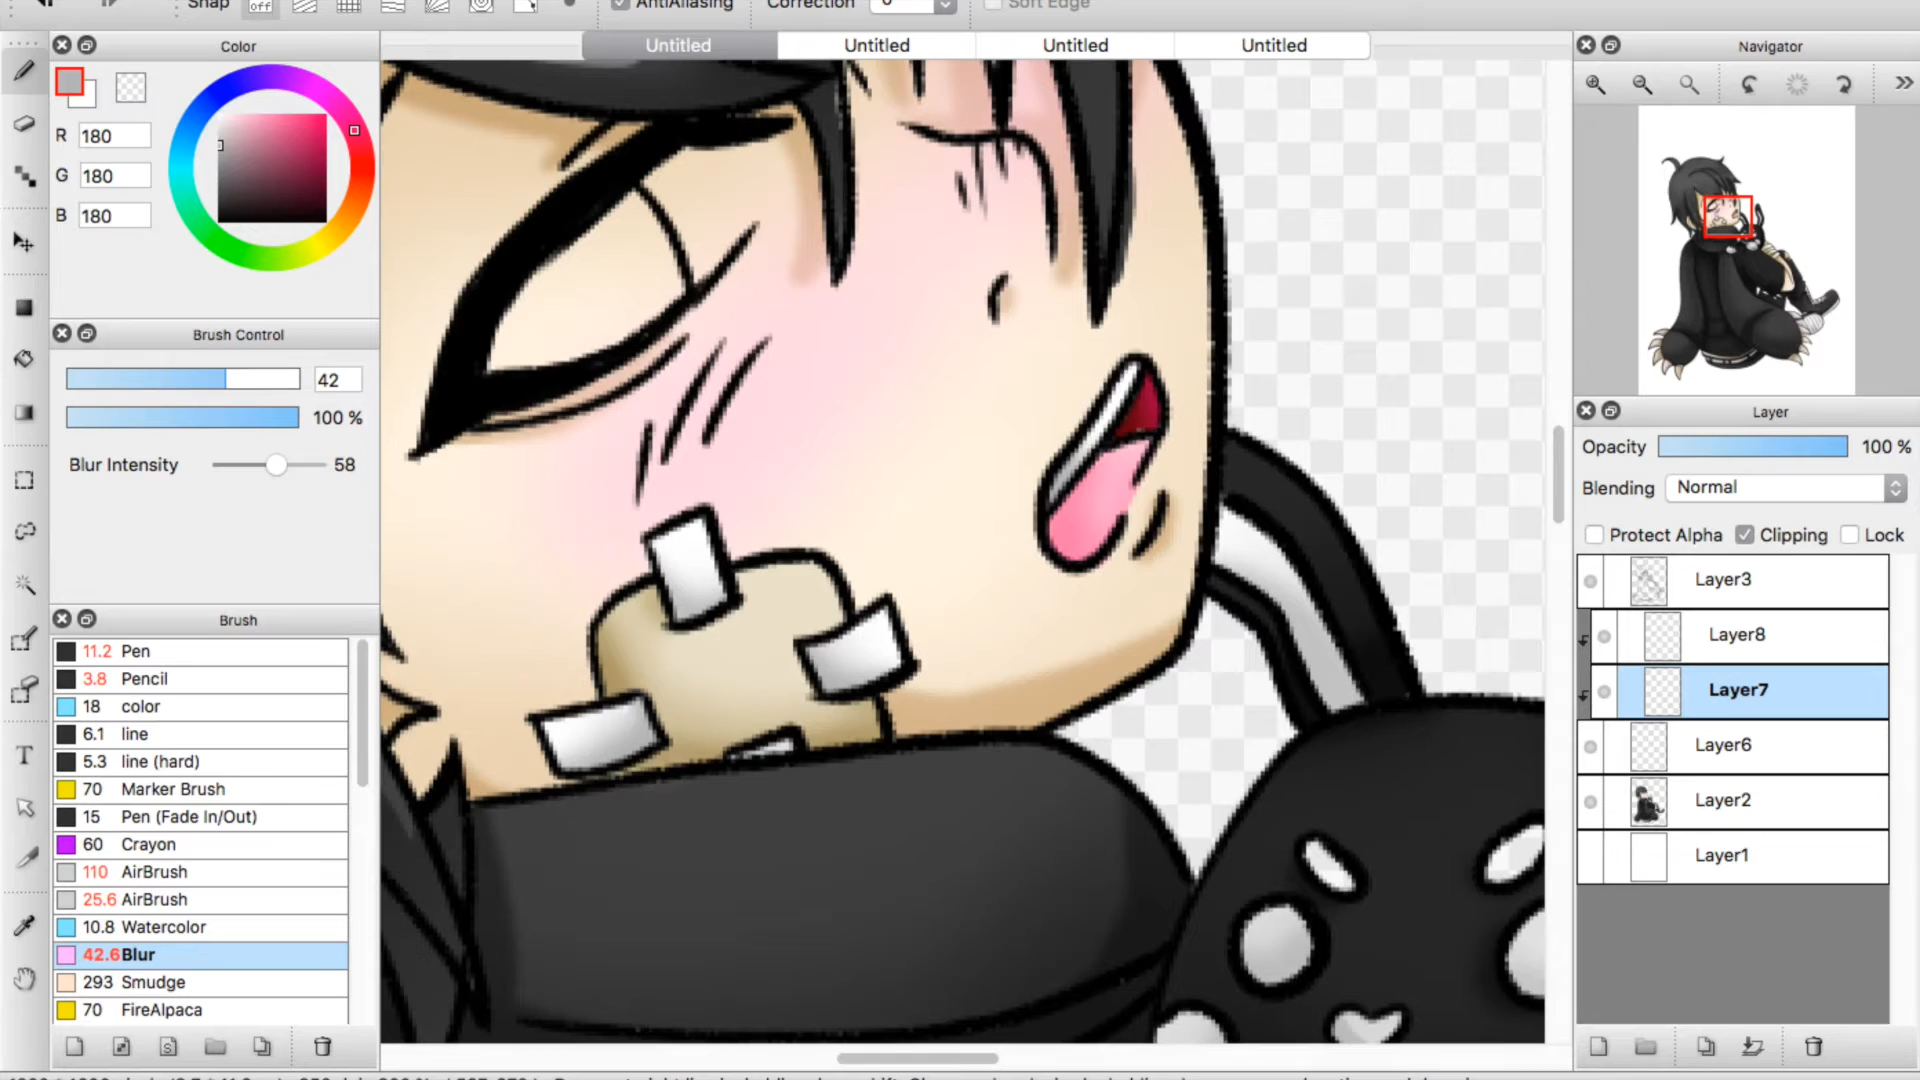 Snap off AntiAliasing Correction 0 Soft Edge
Color
R 180
G 180
B 180
Brush Control
42
100 %
Blur Intensity 58
Brush
11.2 Pen
3.8 Pencil
18 color
6.1 line
5.3 line (hard)
70 Marker Brush
15 Pen (Fade In/Out)
60 Crayon
110 AirBrush
25.6 AirBrush
10.8 Watercolor
42.6 Blur
293 Smudge
70 FireAlpaca
Untitled Untitled Untitled Untitled
Navigator
Layer
Opacity 100 %
Blending Normal
Protect Alpha Clipping Lock
Layer3
Layer8
Layer7
Layer6
Layer2
Layer1